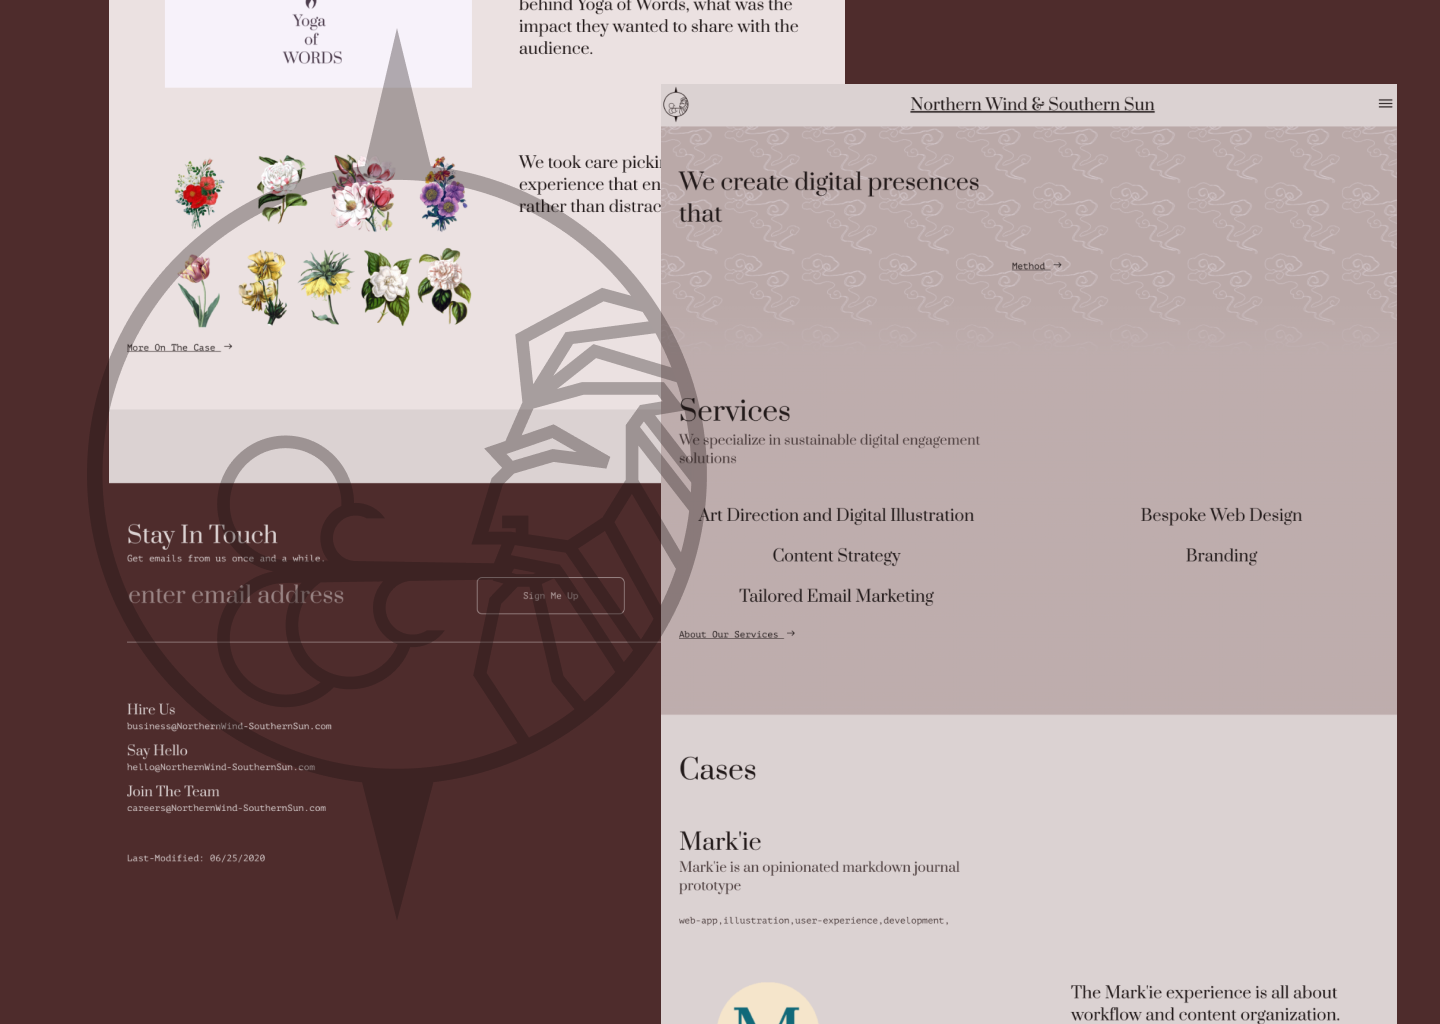 Yoga
of
WORDS
behind Yoga of Words, what was the
impact they wanted to share with the
audience.
We took care picki
experience that en
rather than distrac
More On The Case →
Stay In Touch
Get emails from us once and a while.
enter email address
Sign Me Up
Hire Us
business@NorthernWind-SouthernSun.com
Say Hello
hello@NorthernWind-SouthernSun.com
Join The Team
careers@NorthernWind-SouthernSun.com
Last-Modified: 06/25/2020
Northern Wind & Southern Sun
We create digital presences
that
Method →
Services
We specialize in sustainable digital engagement
solutions
Art Direction and Digital Illustration
Bespoke Web Design
Content Strategy
Branding
Tailored Email Marketing
About Our Services →
Cases
Mark'ie
Mark'ie is an opinionated markdown journal
prototype
web-app,illustration,user-experience,development,
M
The Mark'ie experience is all about
workflow and content organization.